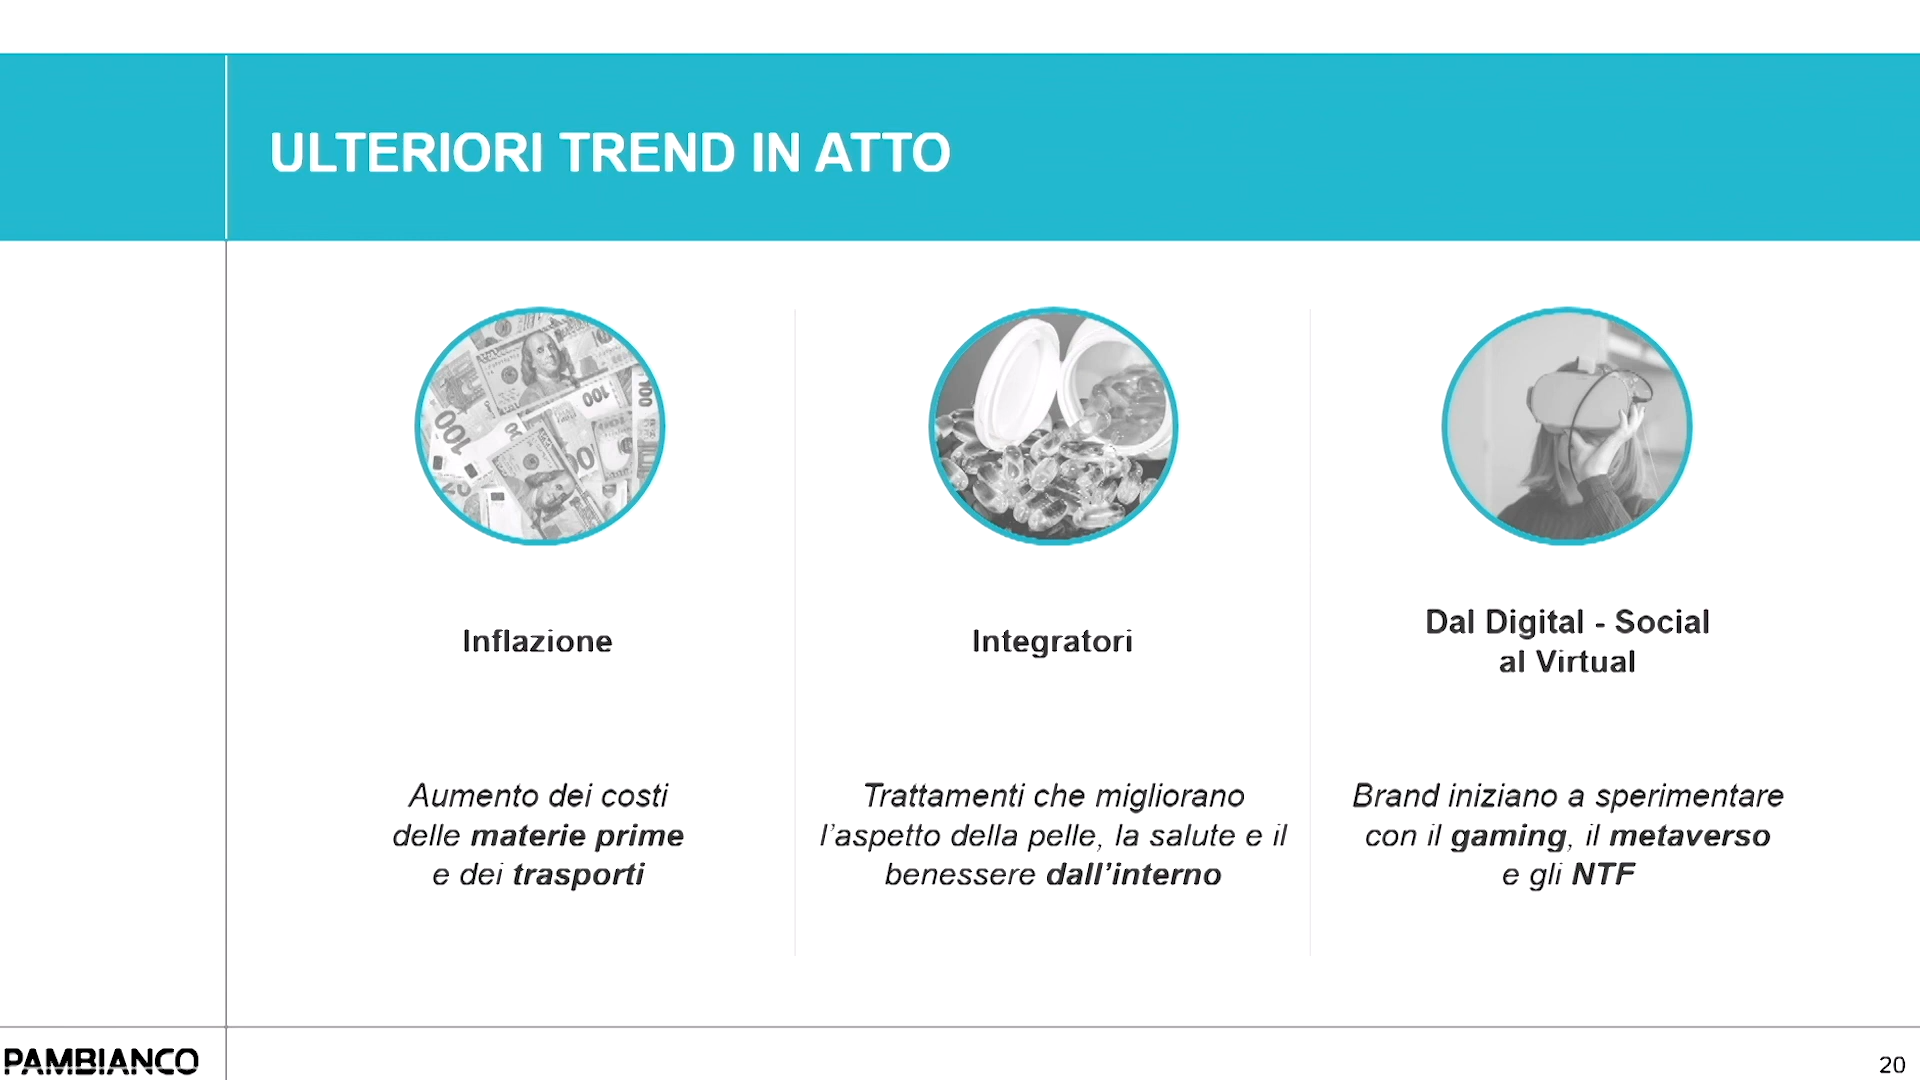 ULTERIORI TREND IN ATTO
Inflazione
Aumento dei costi
delle materie prime
e dei trasporti
Integratori
Trattamenti che migliorano
l’aspetto della pelle, la salute e il
benessere dall’interno
Dal Digital - Social
al Virtual
Brand iniziano a sperimentare
con il gaming, il metaverso
e gli NTF
PAMBIANCO
20